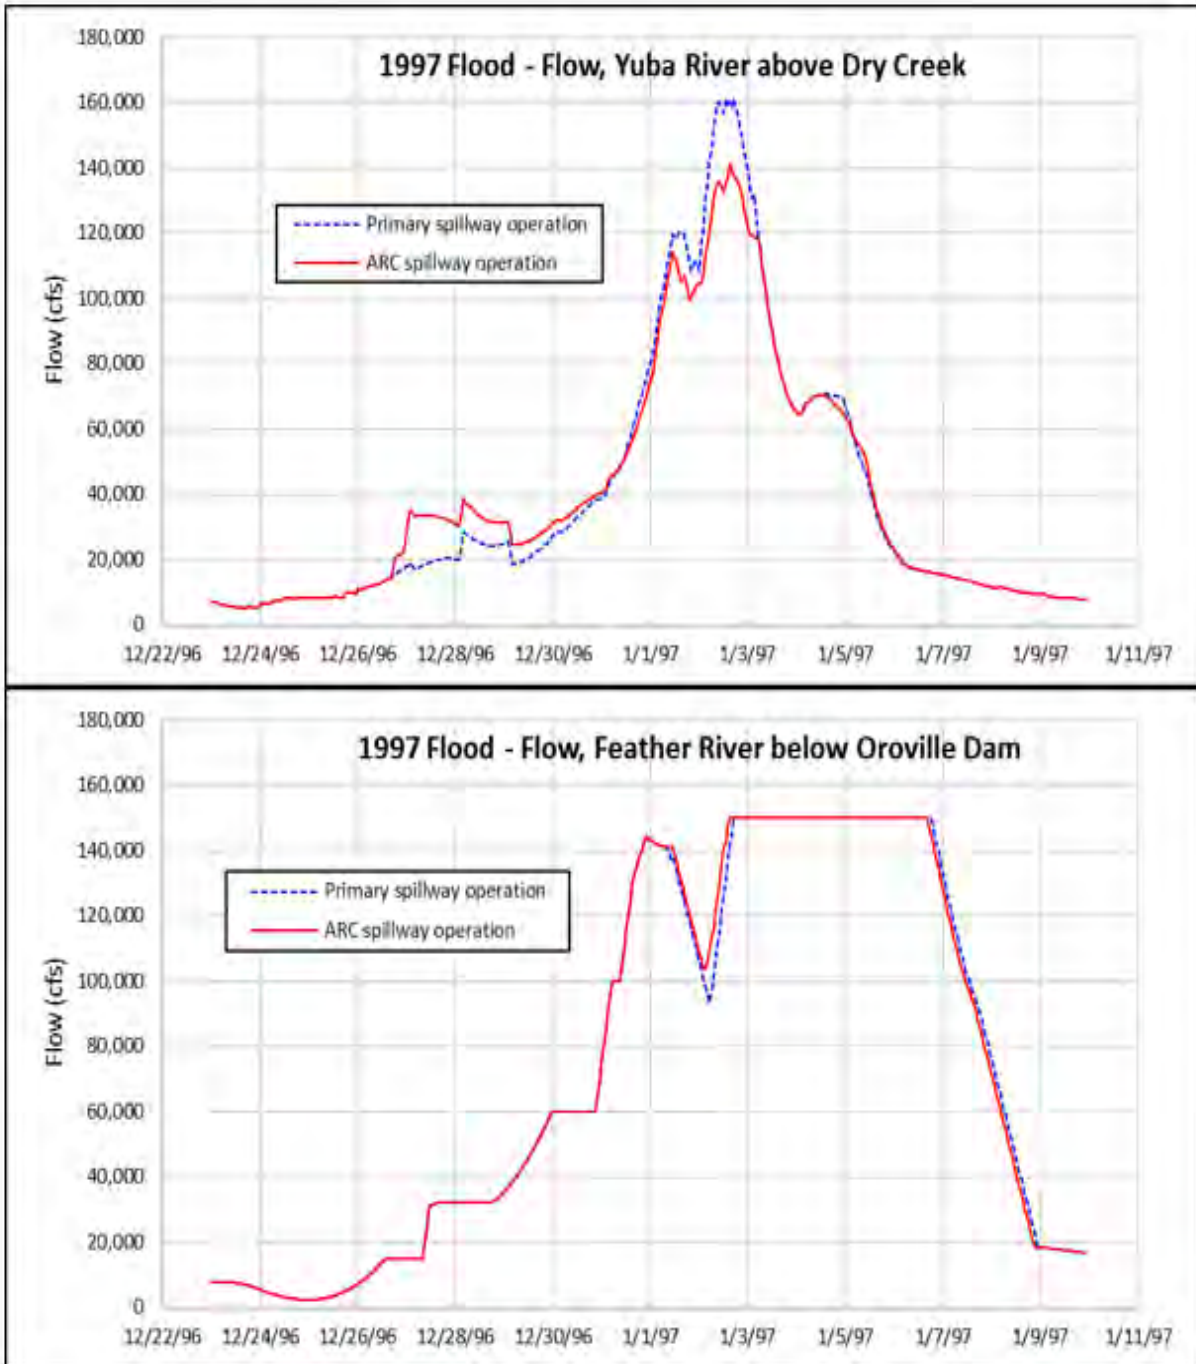 1997 Flood - Flow, Yuba River above Dry Creek
180,000
160,000
140,000
120,000
100,000
80,000
60,000
40,000
20,000
0
Flow (cfs)
Primary spillway operation
ARC spillway operation
12/22/96 12/24/96 12/26/96 12/28/96 12/30/96 1/1/97 1/3/97 1/5/97 1/7/97 1/9/97 1/11/97
1997 Flood - Flow, Feather River below Oroville Dam
180,000
160,000
140,000
120,000
100,000
80,000
60,000
40,000
20,000
0
Flow (cfs)
Primary spillway operation
ARC spillway operation
12/22/96 12/24/96 12/26/96 12/28/96 12/30/96 1/1/97 1/3/97 1/5/97 1/7/97 1/9/97 1/11/97